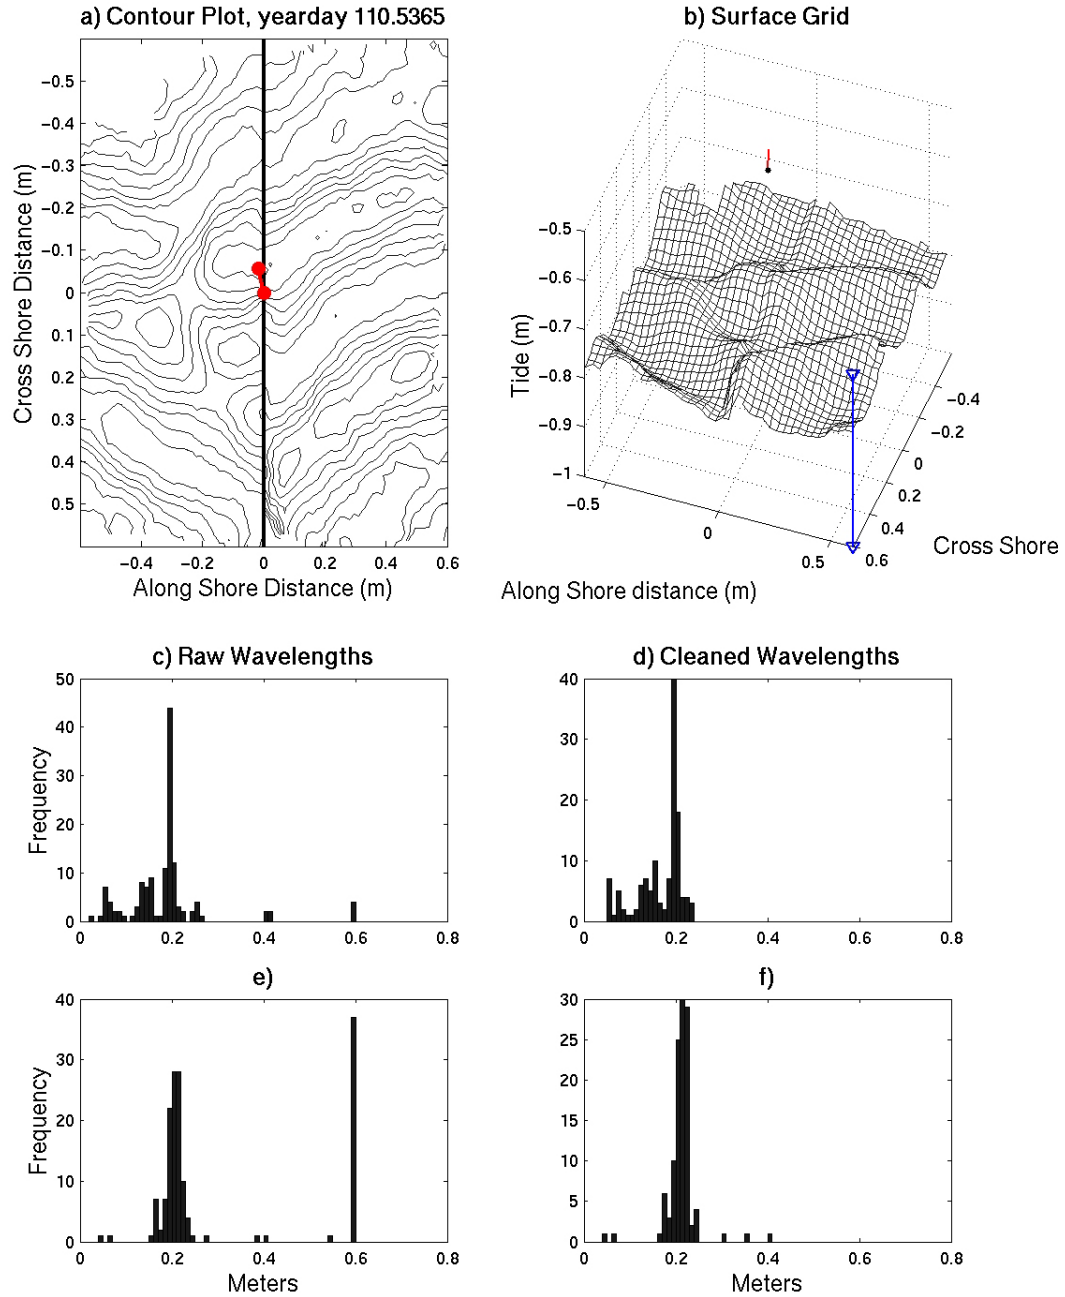 a) Contour Plot, yearday 110.5365
b) Surface Grid
−0.5
−0.4
−0.3
−0.2
−0.1
0
0.1
0.2
0.3
0.4
0.5
Cross Shore Distance (m)
−0.4 −0.2 0 0.2 0.4 0.6
Along Shore Distance (m)
−0.5
−0.6
−0.7
−0.8
−0.9
−1
Tide (m)
−0.5 0 0.5
Along Shore distance (m)
−0.4
−0.2
0
0.2
0.4
0.6
Cross Shore
c) Raw Wavelengths
50
40
30
20
10
0
Frequency
0 0.2 0.4 0.6 0.8
d) Cleaned Wavelengths
40
30
20
10
0
0 0.2 0.4 0.6 0.8
e)
40
30
20
10
0
Frequency
0 0.2 0.4 0.6 0.8
Meters
f)
30
25
20
15
10
5
0
0 0.2 0.4 0.6 0.8
Meters